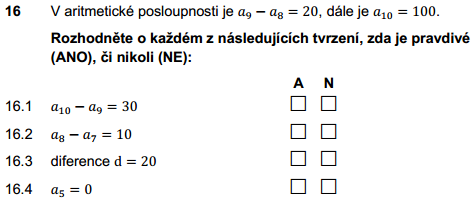 16 V aritmetické posloupnosti je a₉ − a₈ = 20, dále je a₁₀ = 100.
Rozhodněte o každém z následujících tvrzení, zda je pravdivé
(ANO), či nikoli (NE):
A N
16.1 a₁₀ − a₉ = 30 ☐ ☐
16.2 a₈ − a₇ = 10 ☐ ☐
16.3 diference d = 20 ☐ ☐
16.4 a₅ = 0 ☐ ☐